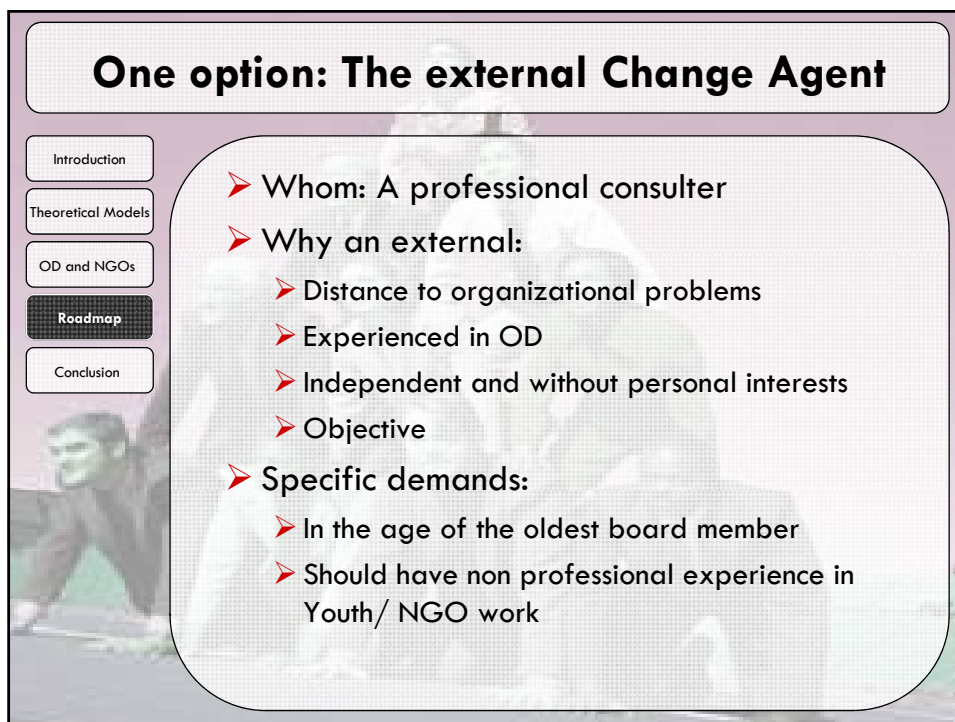 One option: The external Change Agent
Introduction
Theoretical Models
OD and NGOs
Roadmap
Conclusion
Whom: A professional consulter
Why an external:
Distance to organizational problems
Experienced in OD
Independent and without personal interests
Objective
Specific demands:
In the age of the oldest board member
Should have non professional experience in
Youth/ NGO work